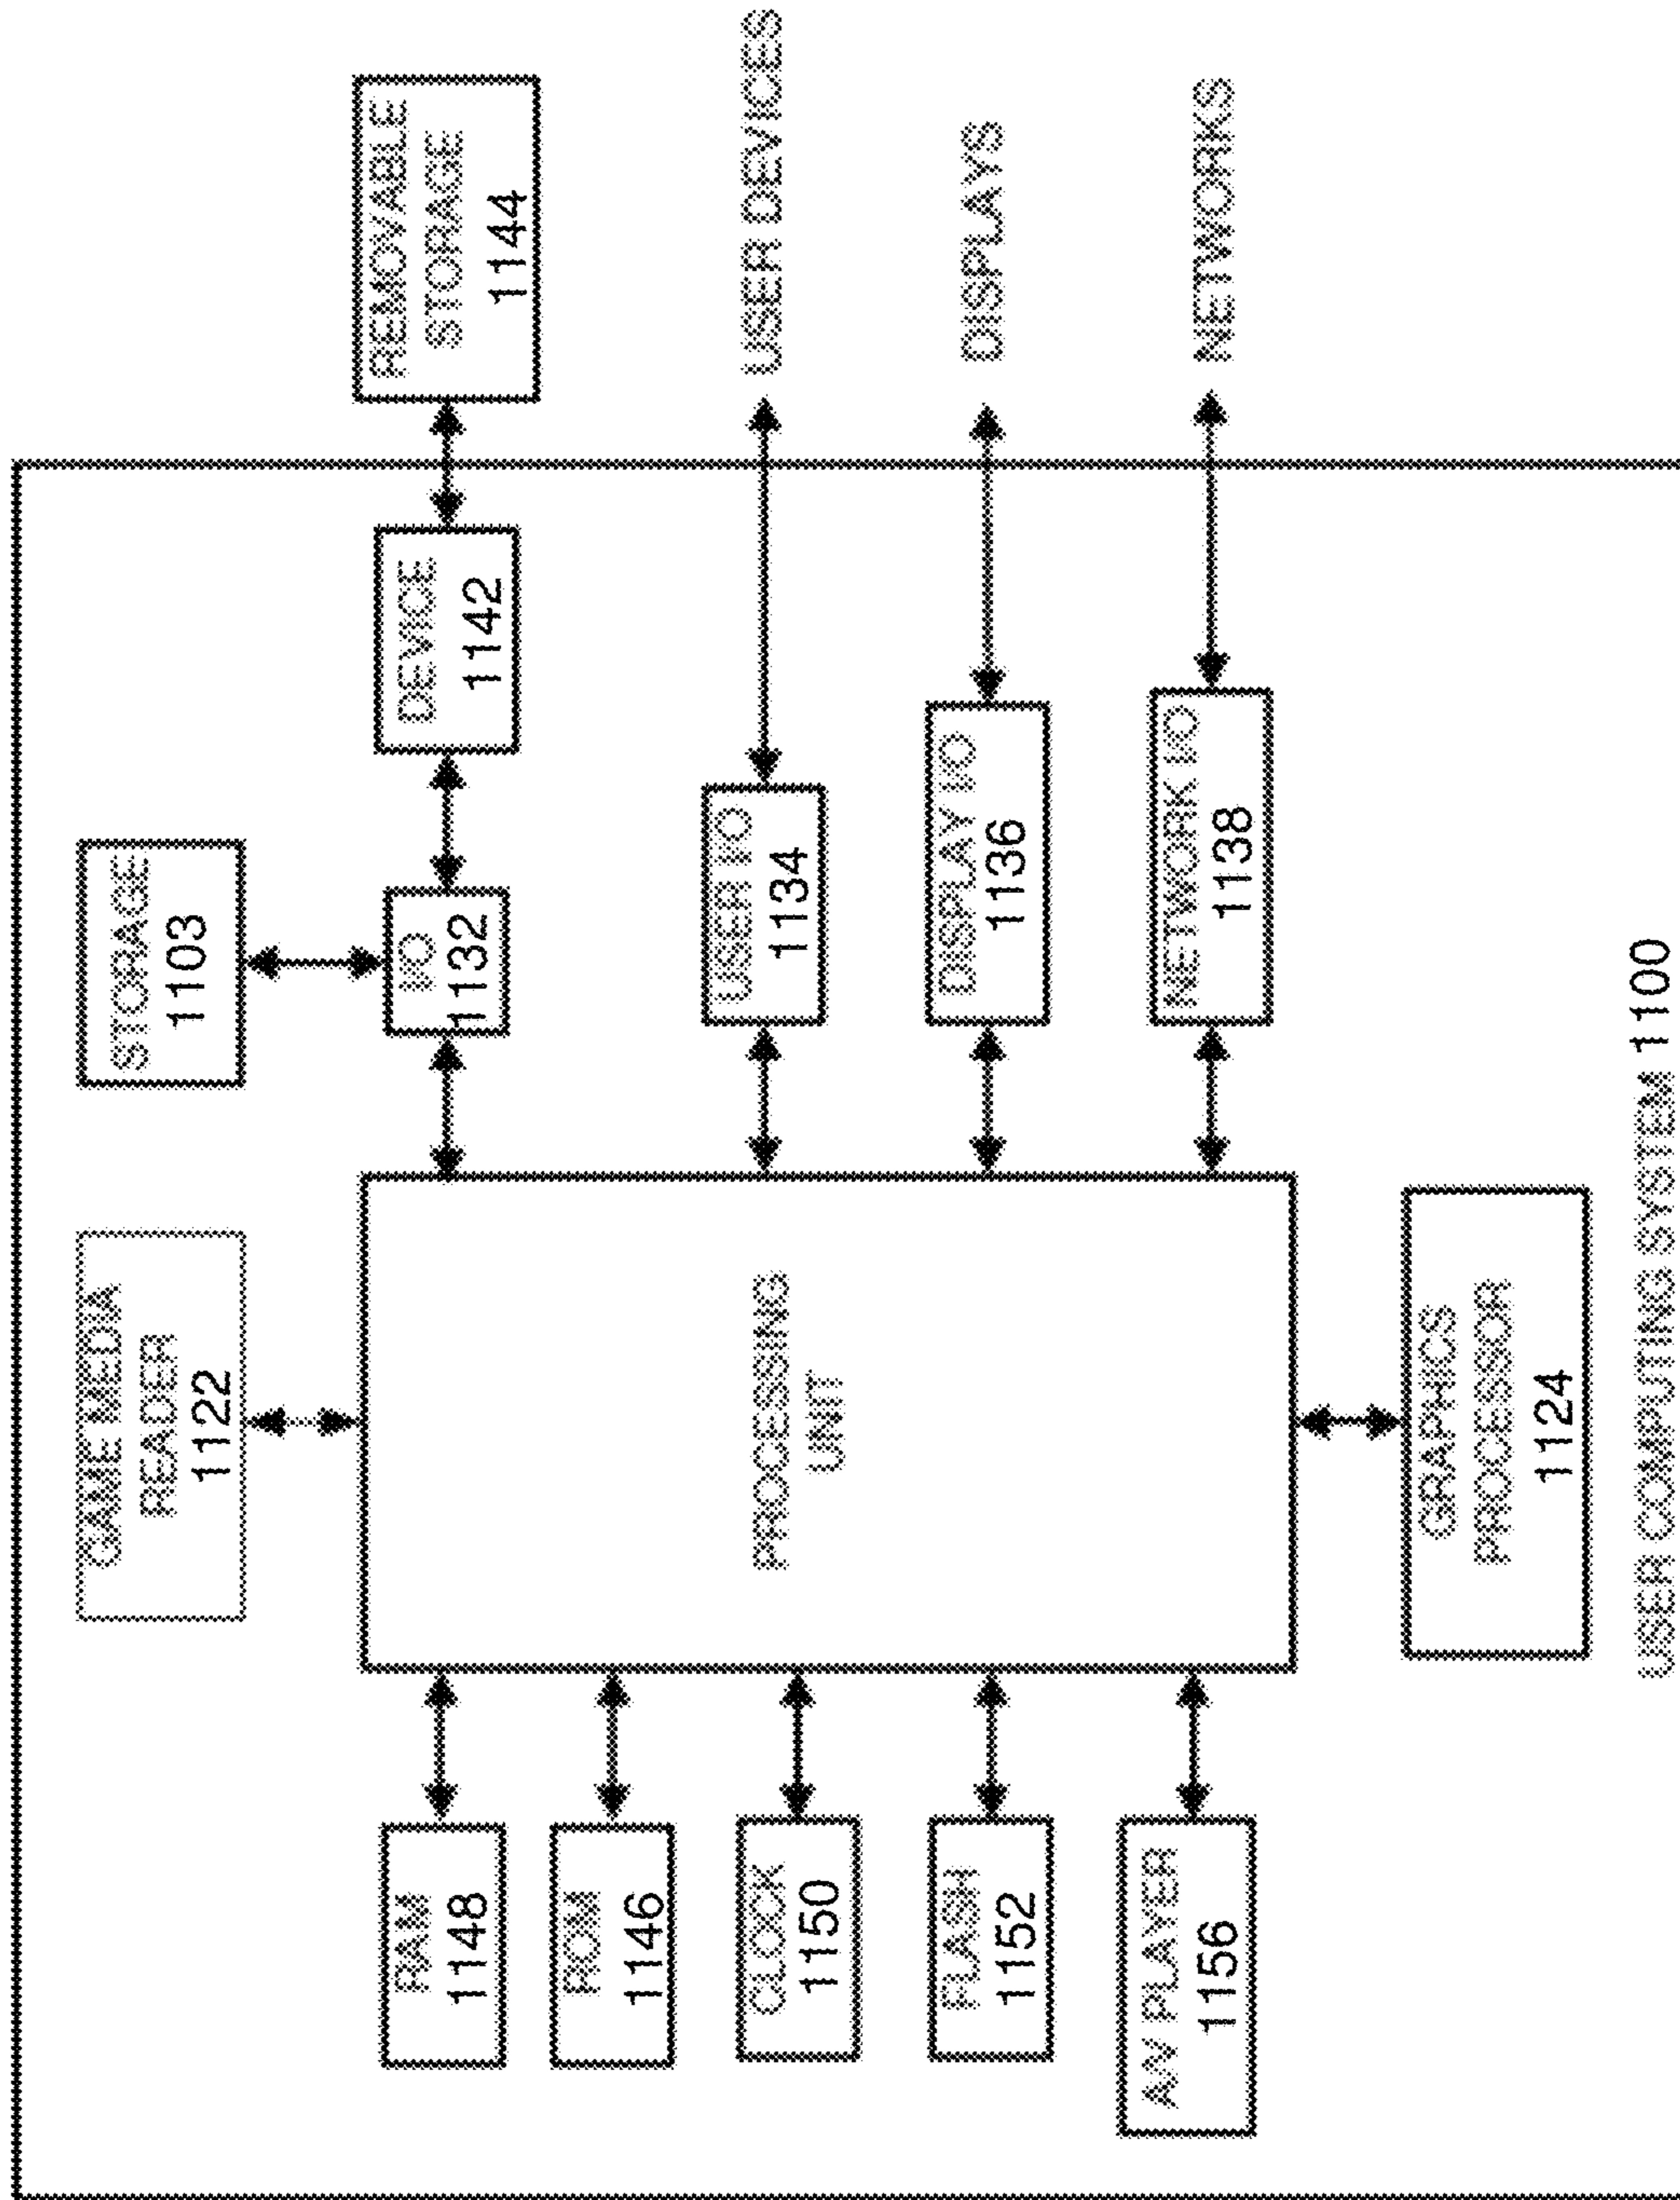 GAME MEDIA
READER
1122
STORAGE
1103
RAM
1148
ROM
1146
CLOCK
1150
FLASH
1152
A/V PLAYER
1156
PROCESSING
UNIT
I/O
1132
DEVICE
1142
REMOVABLE
STORAGE
1144
USER I/O
1134
USER DEVICES
DISPLAY I/O
1136
DISPLAYS
NETWORK I/O
1138
NETWORKS
GRAPHICS
PROCESSOR
1124
USER COMPUTING SYSTEM 1100